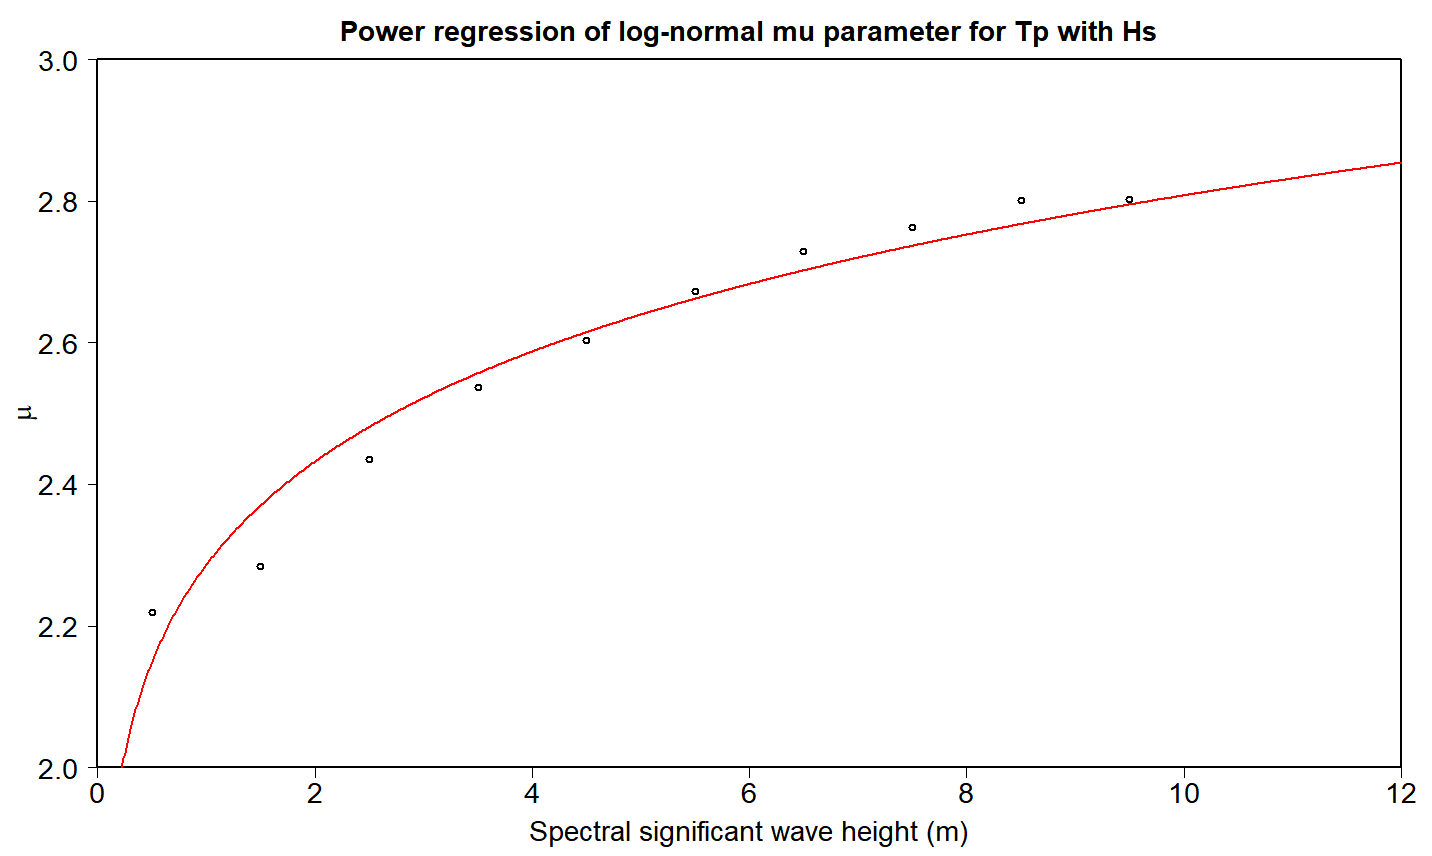 Power regression of log-normal mu parameter for Tp with Hs
3.0
2.8
2.6
μ
2.4
2.2
2.0
0 2 4 6 8 10 12
Spectral significant wave height (m)